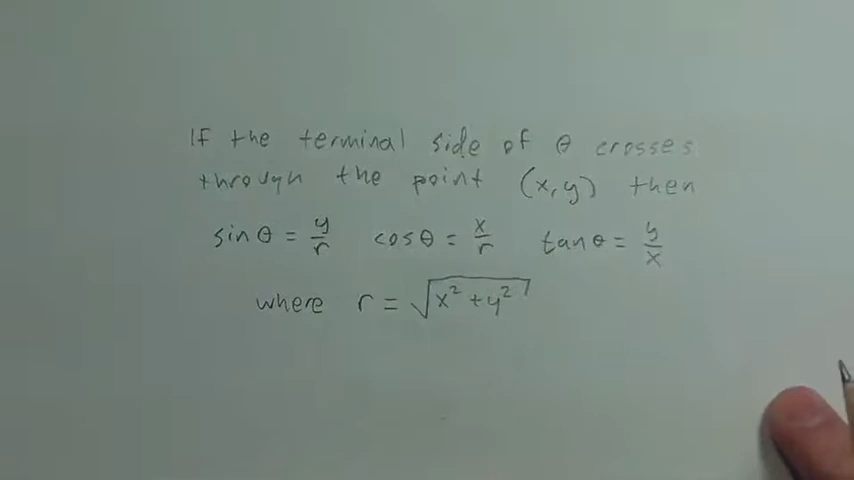 If the terminal side of θ crosses
through the point (x,y) then
sin θ = y/r cos θ = x/r tan θ = y/x
where r = √(x² + y²)